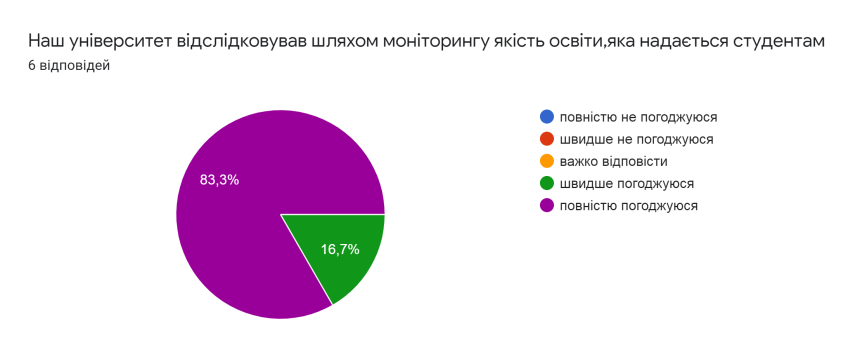 Наш університет відслідковував шляхом моніторингу якість освіти,яка надається студентам
6 відповідей
повністю не погоджуюся
швидше не погоджуюся
важко відповісти
швидше погоджуюся
повністю погоджуюся
83,3%
16,7%